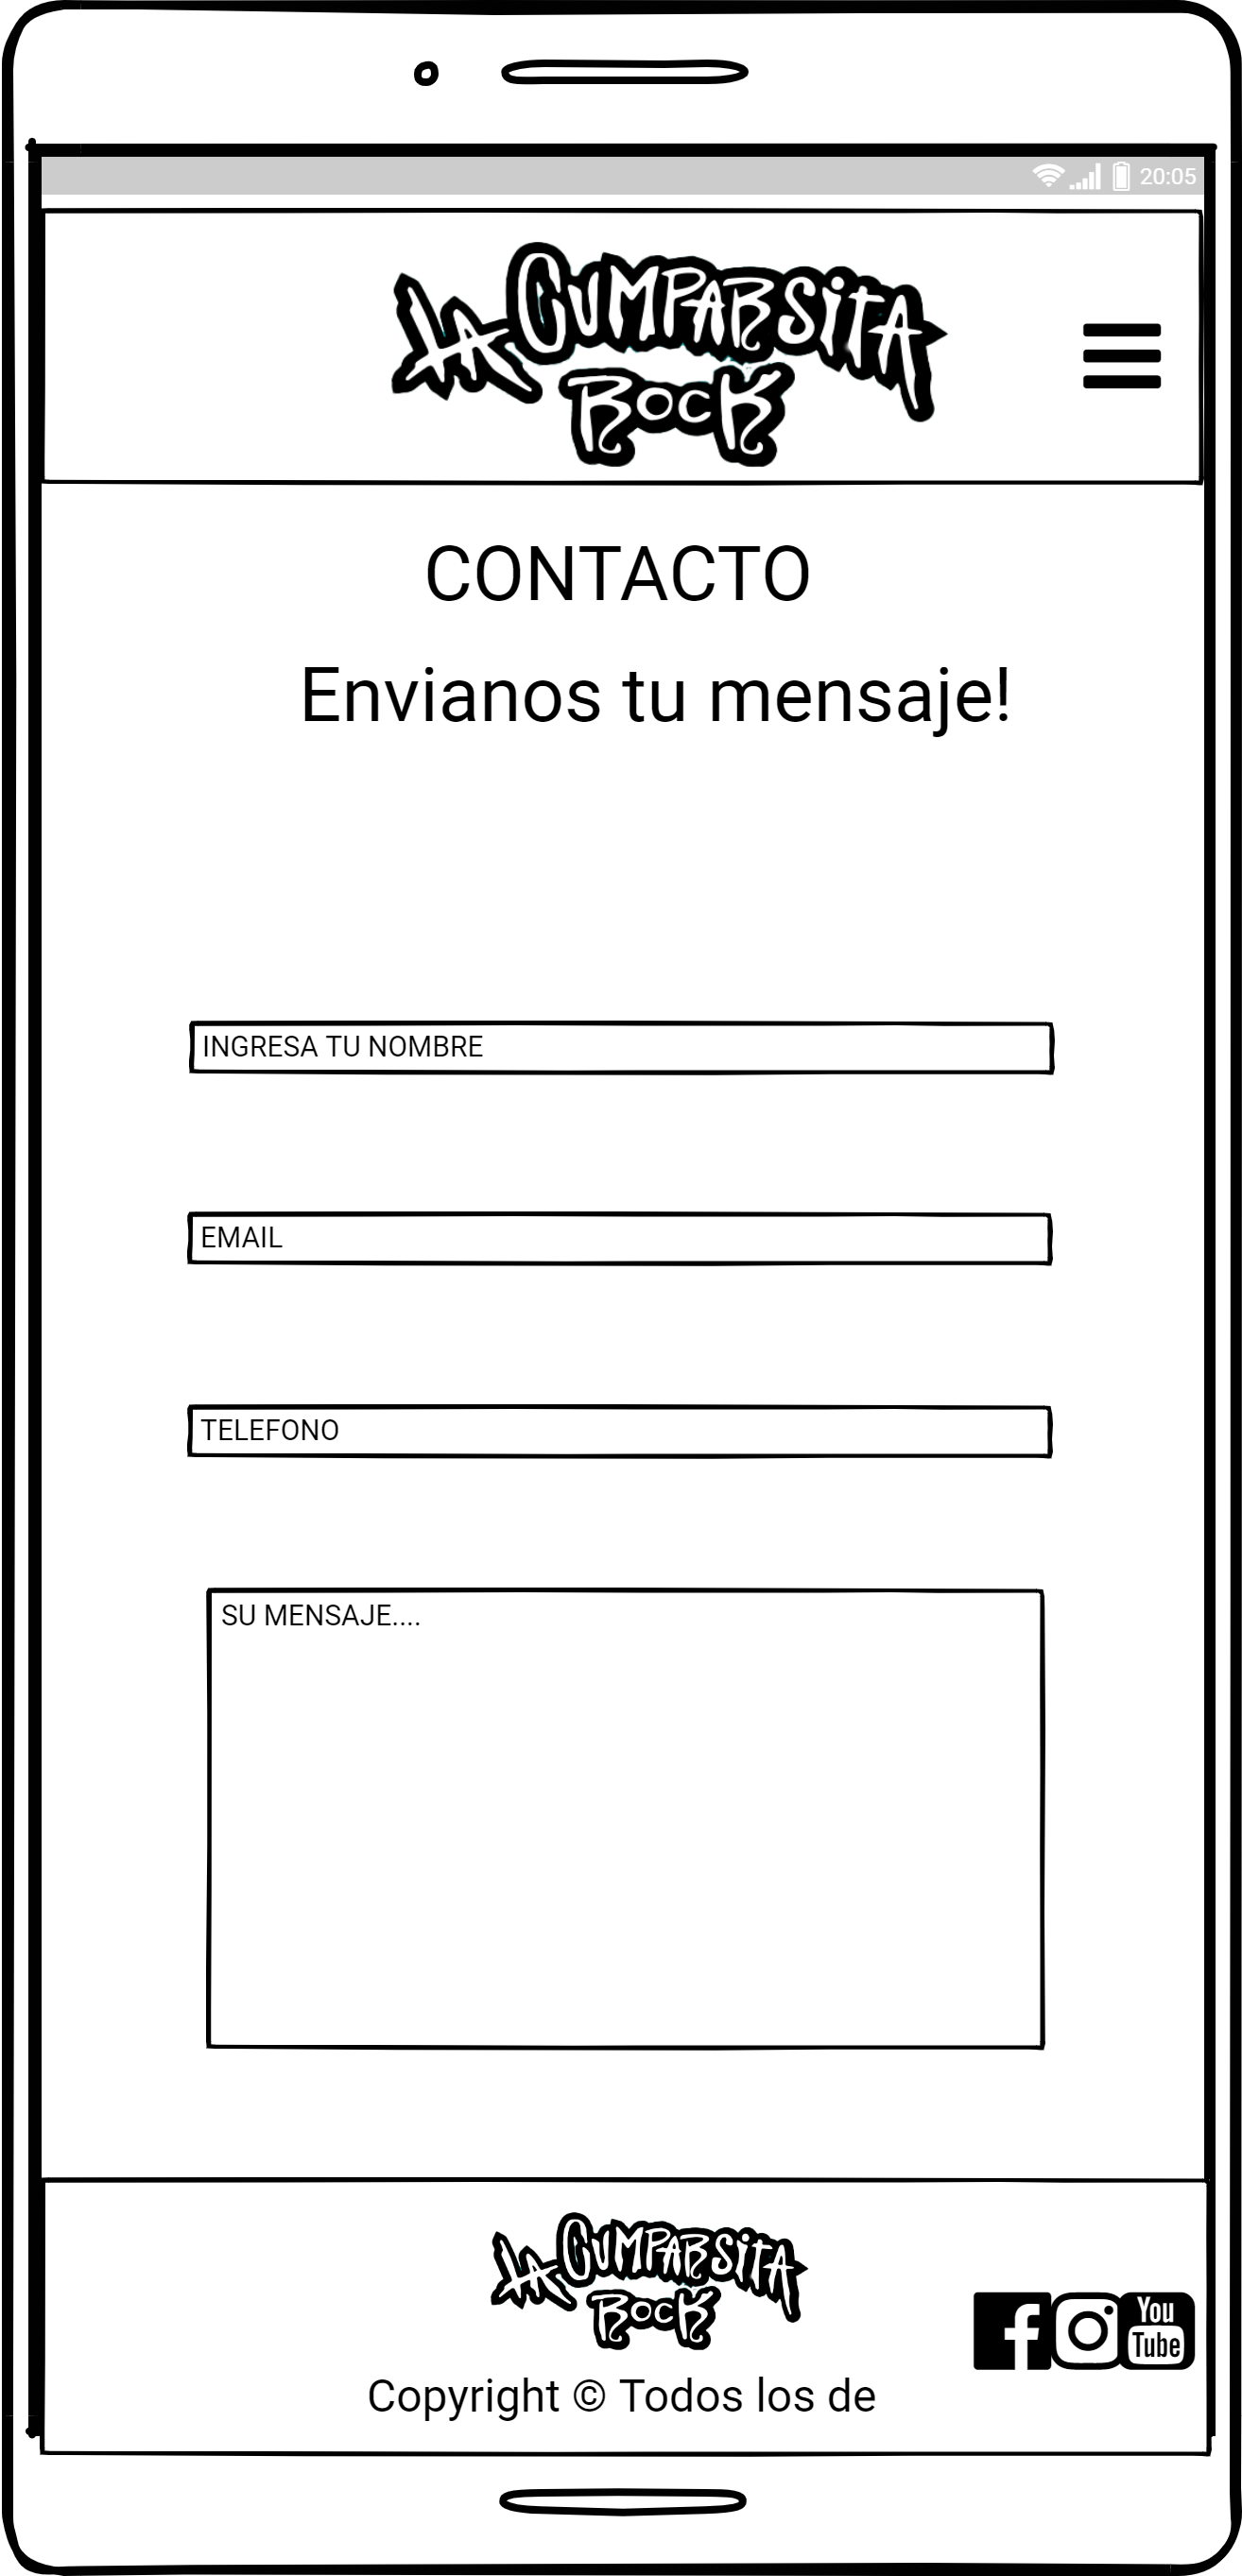 20:05
LA CUMPARSITA
ROCK
CONTACTO
Envianos tu mensaje!
INGRESA TU NOMBRE
EMAIL
TELEFONO
SU MENSAJE....
LA CUMPARSITA
ROCK
You
Tube
Copyright © Todos los de